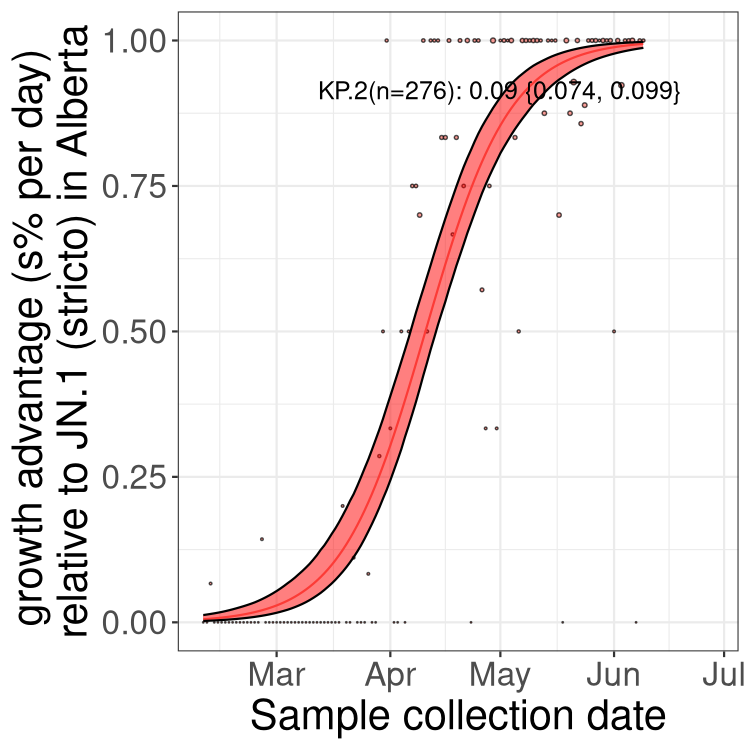 growth advantage (s% per day)
relative to JN.1 (stricto) in Alberta
1.00
0.75
0.50
0.25
0.00
KP.2(n=276): 0.09 {0.074, 0.099}
Mar Apr May Jun Jul
Sample collection date